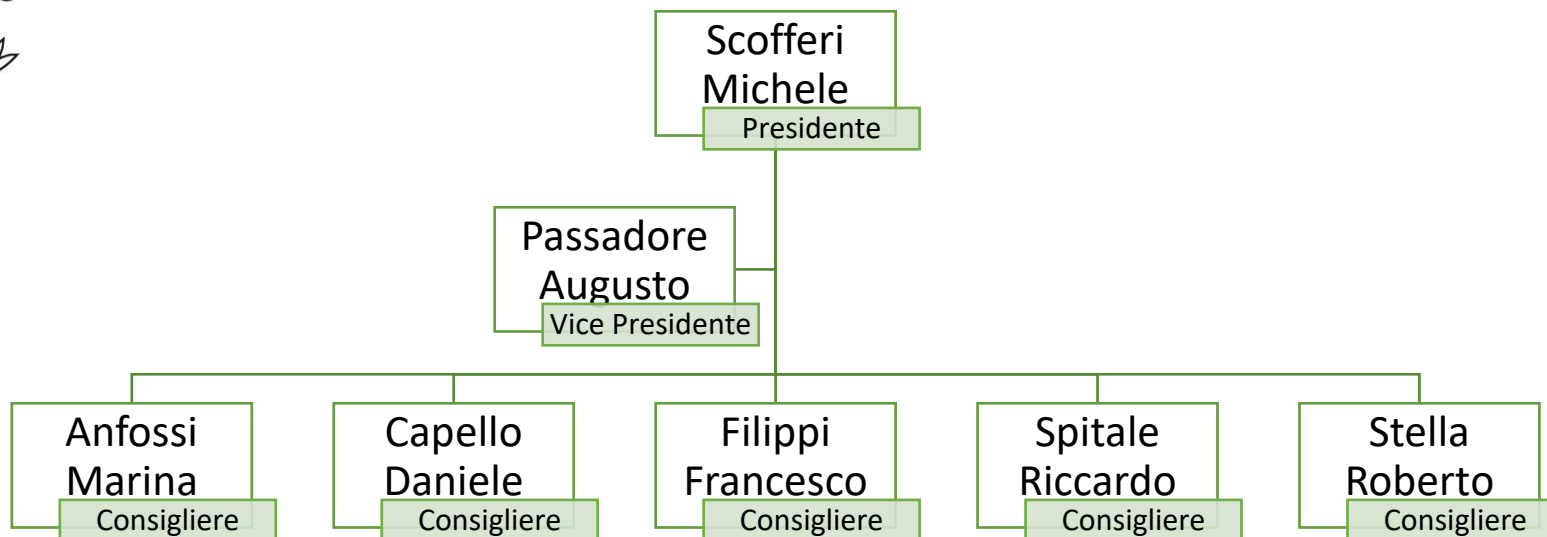 Scofferi
Michele
Presidente
Passadore
Augusto
Vice Presidente
Anfossi
Marina
Consigliere
Capello
Daniele
Consigliere
Filippi
Francesco
Consigliere
Spitale
Riccardo
Consigliere
Stella
Roberto
Consigliere